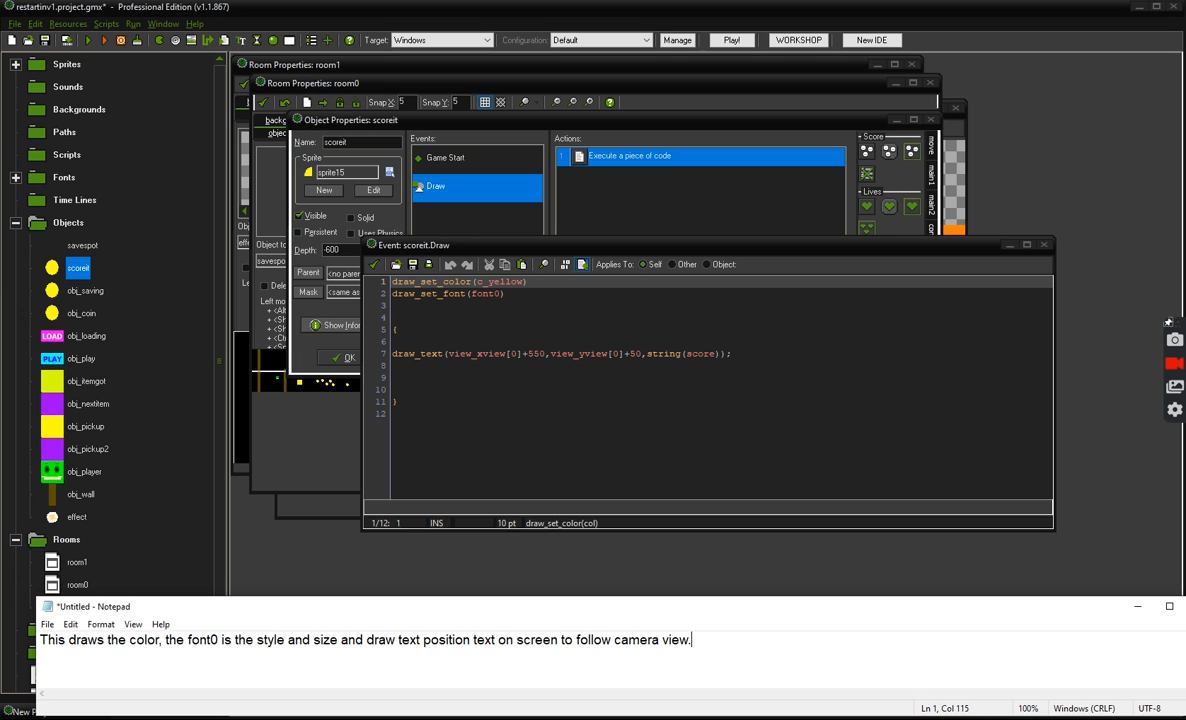 restartinv1.project.gmx* - Professional Edition (v1.1.867)
File Edit Resources Scripts Run Window Help
Target: Windows Configuration: Default Manage Play! WORKSHOP New IDE
Sprites
Sounds
Backgrounds
Paths
Scripts
Fonts
Time Lines
Objects
savespot
scoreit
obj_saving
obj_coin
LOAD obj_loading
PLAY obj_play
obj_itemgot
obj_nextitem
obj_pickup
obj_pickup2
obj_player
obj_wall
effect
Rooms
room1
room0
Room Properties: room1
Room Properties: room0
Snap X: 5 Snap Y: 5
Object Properties: scoreit
Name: scoreit
Sprite
sprite15
New Edit
Visible Solid
Persistent Uses Physics
Depth: -600
Parent <no parer
Mask <same as
Show Infor
OK
Events:
Game Start
Draw
Actions:
1 Execute a piece of code
Score
Lives
move
main1
main2
Event: scoreit.Draw
Applies To: Self Other Object:
1 draw_set_color(c_yellow)
2 draw_set_font(font0)
3
4
5 {
6
7 draw_text(view_xview[0]+550,view_yview[0]+50,string(score));
8
9
10
11 }
12
1/12: 1 INS 10 pt draw_set_color(col)
*Untitled - Notepad
File Edit Format View Help
This draws the color, the font0 is the style and size and draw text position text on screen to follow camera view.
Ln 1, Col 115 100% Windows (CRLF) UTF-8